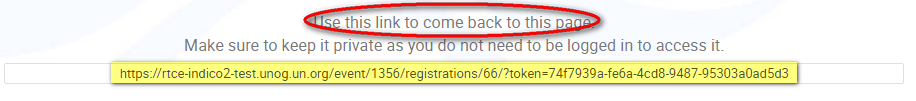 Use this link to come back to this page
Make sure to keep it private as you do not need to be logged in to access it.
https://rtce-indico2-test.unog.un.org/event/1356/registrations/66/?token=74f7939a-fe6a-4cd8-9487-95303a0ad5d3